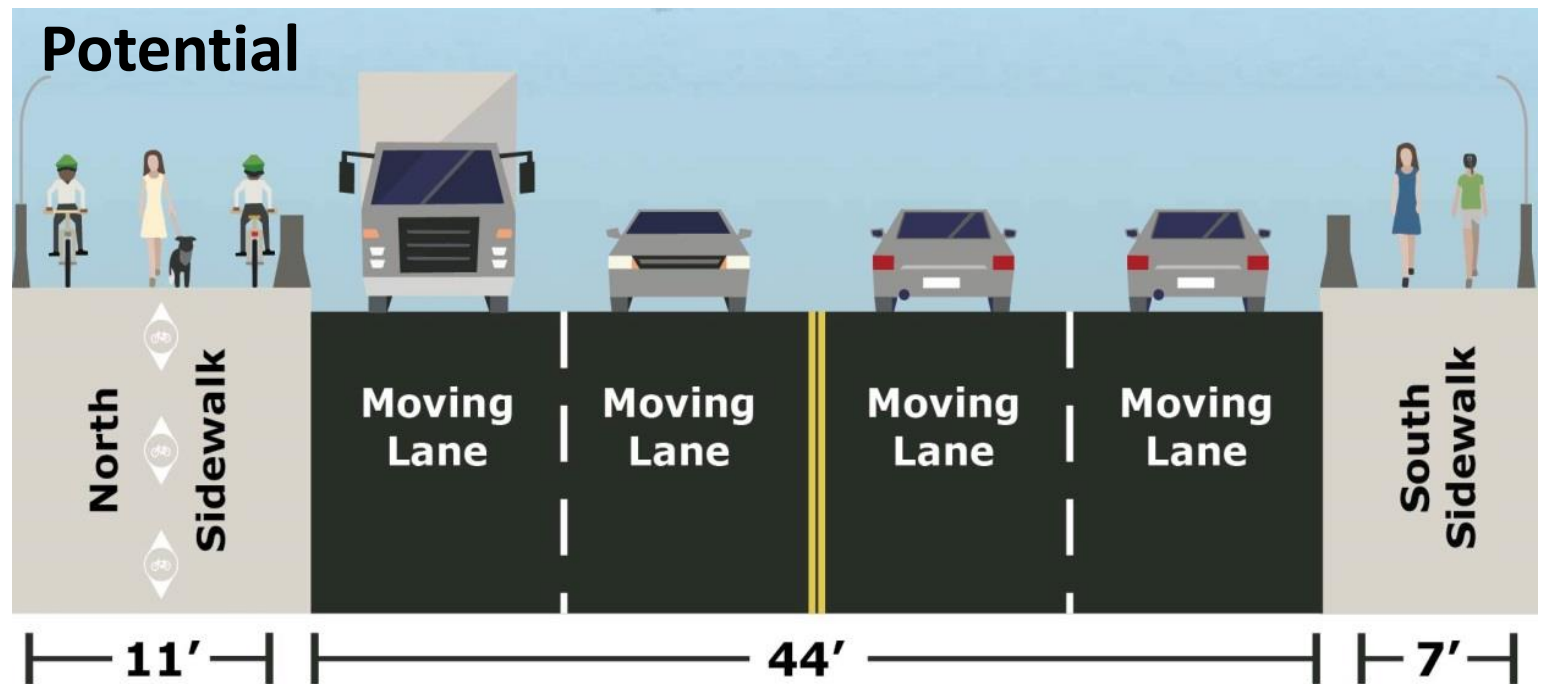 Potential
North
Sidewalk
Moving
Lane
Moving
Lane
Moving
Lane
Moving
Lane
South
Sidewalk
11′
44′
7′